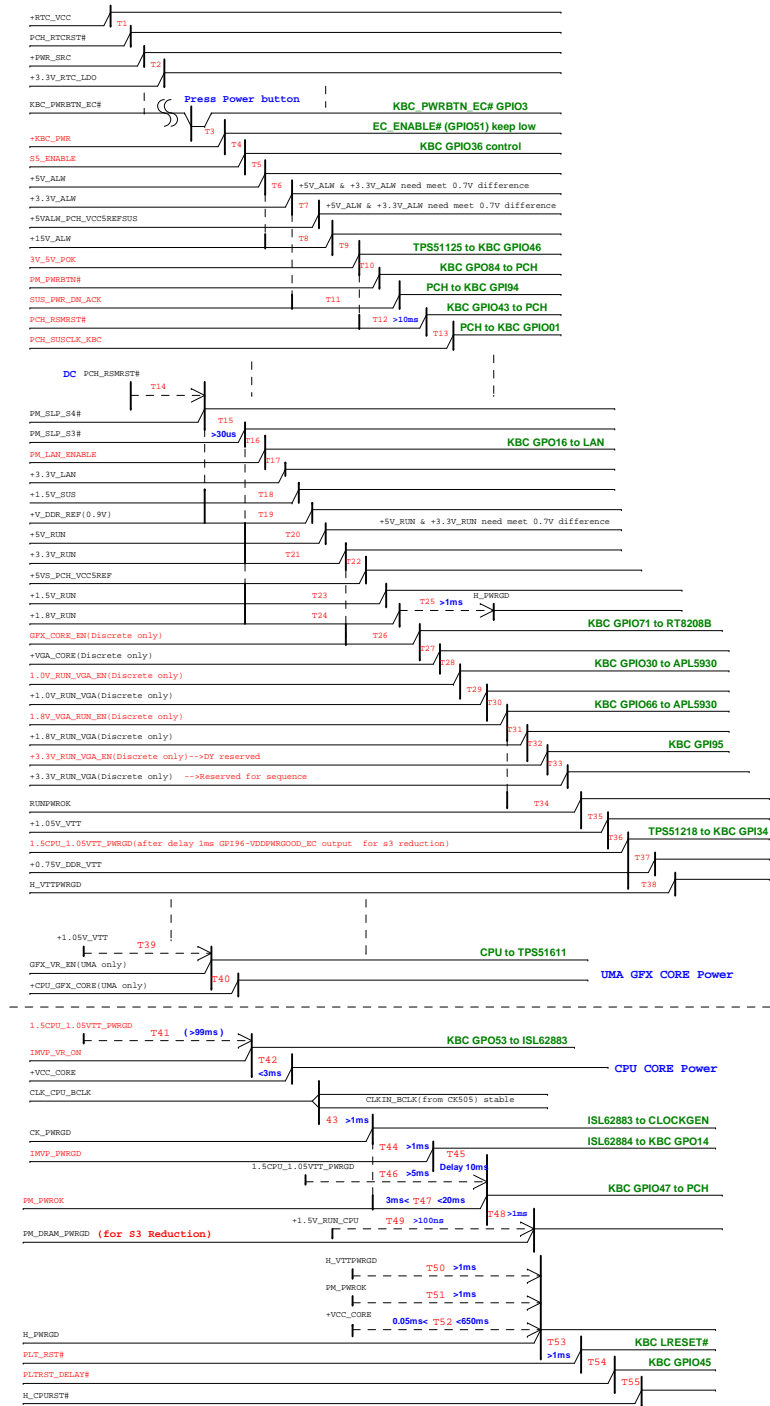 +RTC_VCC
T1
PCH_RTCRST#
+PWR_SRC
T2
+3.3V_RTC_LDO
Press Power button
KBC_PWRBTN_EC#
KBC_PWRBTN_EC# GPIO3
T3
EC_ENABLE# (GPIO51) keep low
+KBC_PWR
T4
KBC GPIO36 control
S5_ENABLE
T5
+5V_ALW
T6
+5V_ALW & +3.3V_ALW need meet 0.7V difference
+3.3V_ALW
T7
+5V_ALW & +3.3V_ALW need meet 0.7V difference
+5VALW_PCH_VCC5REFSUS
+15V_ALW
T8
T9
TPS51125 to KBC GPIO46
3V_5V_POK
T10
KBC GPO84 to PCH
PM_PWRBTN#
PCH to KBC GPI94
SUS_PWR_DN_ACK
T11
KBC GPIO43 to PCH
PCH_RSMRST#
T12 >10ms
T13
PCH to KBC GPIO01
PCH_SUSCLK_KBC
DC PCH_RSMRST#
T14
PM_SLP_S4#
T15
PM_SLP_S3#
>30us
T16
KBC GPO16 to LAN
PM_LAN_ENABLE
T17
+3.3V_LAN
+1.5V_SUS
T18
+V_DDR_REF(0.9V)
T19
+5V_RUN & +3.3V_RUN need meet 0.7V difference
+5V_RUN
T20
+3.3V_RUN
T21
T22
+5VS_PCH_VCC5REF
+1.5V_RUN
T23
T25 >1ms
H_PWRGD
+1.8V_RUN
T24
KBC GPIO71 to RT8208B
GFX_CORE_EN(Discrete only)
T26
T27
+VGA_CORE(Discrete only)
T28
KBC GPIO30 to APL5930
1.0V_RUN_VGA_EN(Discrete only)
T29
+1.0V_RUN_VGA(Discrete only)
T30
KBC GPIO66 to APL5930
1.8V_VGA_RUN_EN(Discrete only)
T31
+1.8V_RUN_VGA(Discrete only)
T32
KBC GPI95
+3.3V_RUN_VGA_EN(Discrete only)-->DY reserved
T33
+3.3V_RUN_VGA(Discrete only) -->Reserved for sequence
RUNPWROK
T34
T35
+1.05V_VTT
TPS51218 to KBC GPI34
T36
1.5CPU_1.05VTT_PWRGD(after delay 1ms GPI96-VDDPWRGOOD_EC output for s3 reduction)
T37
+0.75V_DDR_VTT
H_VTTPWRGD
T38
+1.05V_VTT
T39
CPU to TPS51611
GFX_VR_EN(UMA only)
T40
UMA GFX CORE Power
+CPU_GFX_CORE(UMA only)
1.5CPU_1.05VTT_PWRGD
T41 (>99ms)
KBC GPO53 to ISL62883
IMVP_VR_ON
T42
+VCC_CORE
<3ms
CPU CORE Power
CLK_CPU_BCLK
CLKIN_BCLK(from CK505) stable
43 >1ms
ISL62883 to CLOCKGEN
CK_PWRGD
T44 >1ms
ISL62884 to KBC GPO14
IMVP_PWRGD
T45
1.5CPU_1.05VTT_PWRGD
Delay 10ms
T46 >5ms
KBC GPIO47 to PCH
PM_PWROK
3ms< T47 <20ms
T48 >1ms
+1.5V_RUN_CPU
T49 >100ns
PM_DRAM_PWRGD (for S3 Reduction)
H_VTTPWRGD
T50 >1ms
PM_PWROK
T51 >1ms
+VCC_CORE
0.05ms< T52 <650ms
H_PWRGD
T53
KBC LRESET#
PLT_RST#
>1ms
T54
KBC GPIO45
PLTRST_DELAY#
T55
H_CPURST#